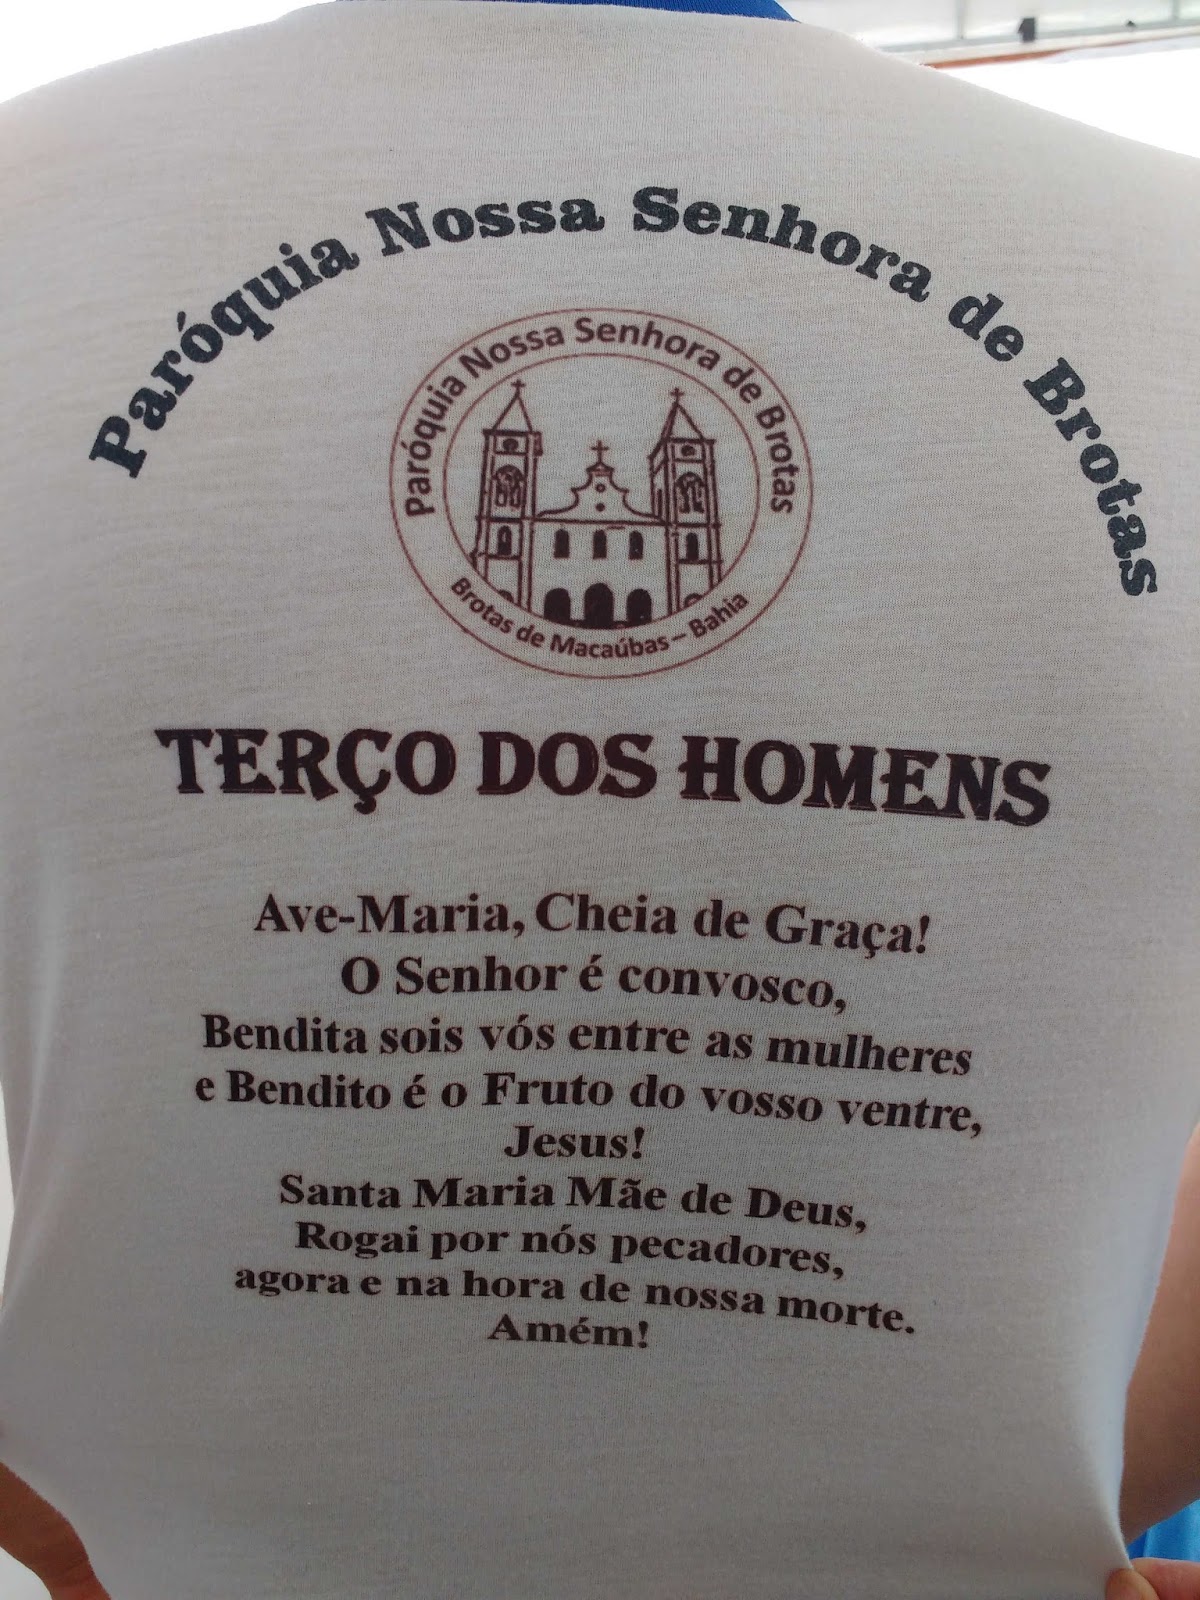 Paróquia Nossa Senhora de Brotas
Paróquia Nossa Senhora de Brotas
Brotas de Macaúbas – Bahia
TERÇO DOS HOMENS
Ave-Maria, Cheia de Graça!
O Senhor é convosco,
Bendita sois vós entre as mulheres
e Bendito é o Fruto do vosso ventre,
Jesus!
Santa Maria Mãe de Deus,
Rogai por nós pecadores,
agora e na hora de nossa morte.
Amém!